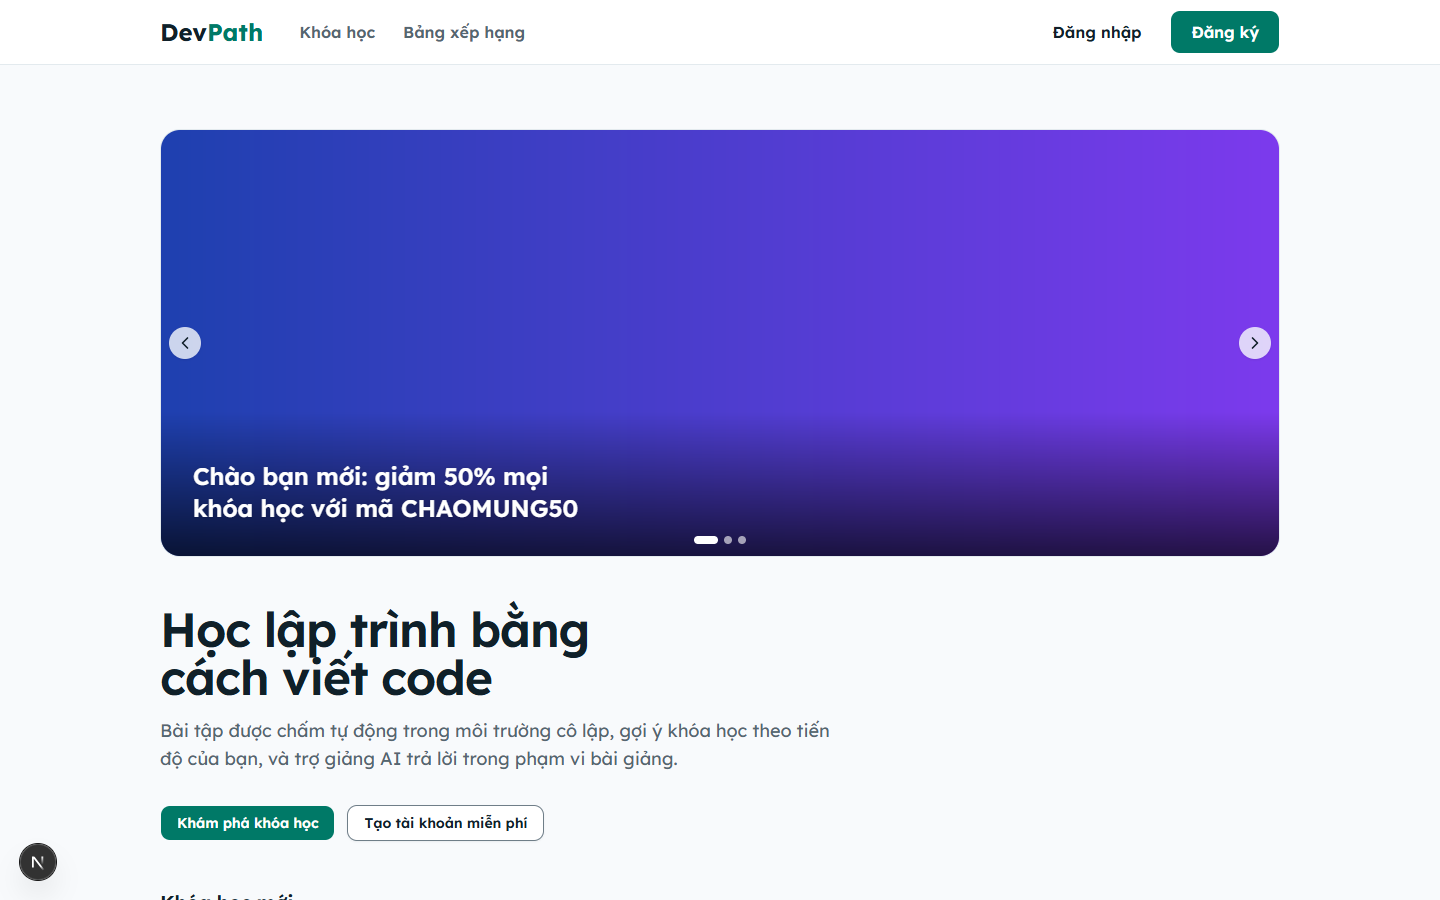 DevPath
Khóa học
Bảng xếp hạng
Đăng nhập
Đăng ký
Chào bạn mới: giảm 50% mọi
khóa học với mã CHAOMUNG50
Học lập trình bằng
cách viết code
Bài tập được chấm tự động trong môi trường cô lập, gợi ý khóa học theo tiến
độ của bạn, và trợ giảng AI trả lời trong phạm vi bài giảng.
Khám phá khóa học
Tạo tài khoản miễn phí
N
Khóa học mới